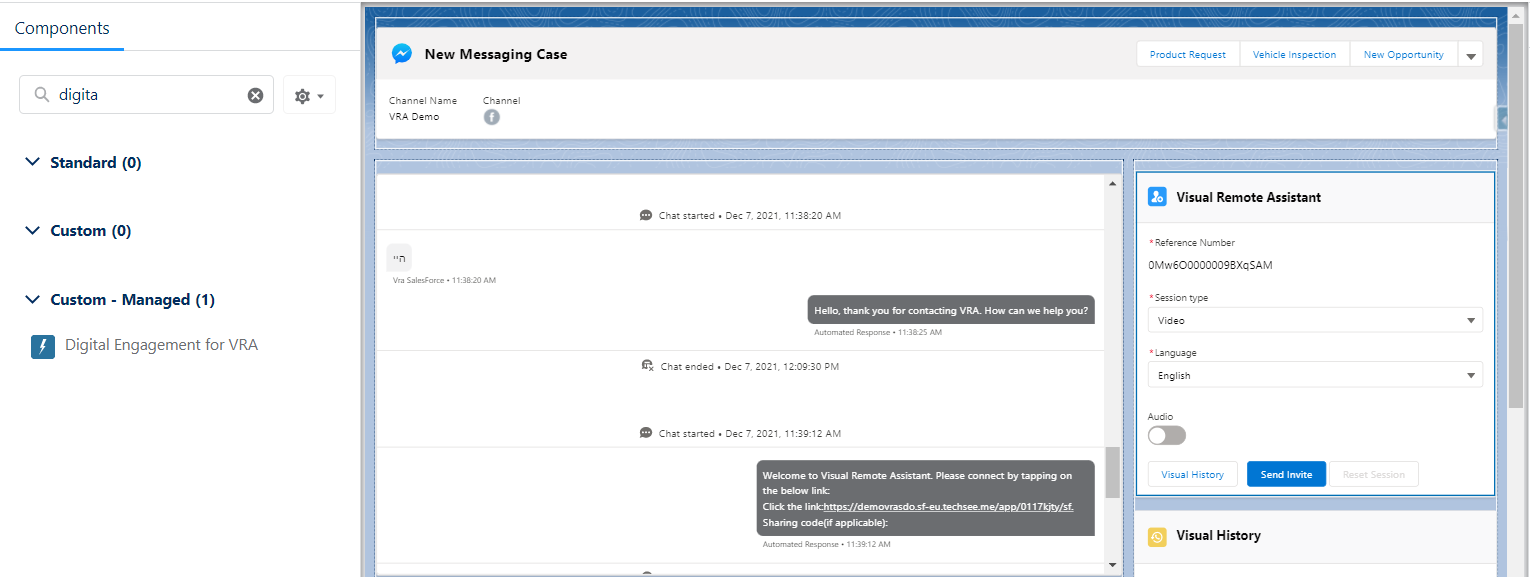 Components
digita
Standard (0)
Custom (0)
Custom - Managed (1)
Digital Engagement for VRA
New Messaging Case
Product Request
Vehicle Inspection
New Opportunity
Channel Name
Channel
VRA Demo
Chat started • Dec 7, 2021, 11:38:20 AM
היי
Vra SalesForce • 11:38:20 AM
Hello, thank you for contacting VRA. How can we help you?
Automated Response • 11:38:25 AM
Chat ended • Dec 7, 2021, 12:09:30 PM
Chat started • Dec 7, 2021, 11:39:12 AM
Welcome to Visual Remote Assistant. Please connect by tapping on
the below link:
Click the link:https://demovrasdo.sf-eu.techsee.me/app/0117kjty/sf.
Sharing code(if applicable):
Automated Response • 11:39:12 AM
Visual Remote Assistant
*Reference Number
0Mw6O0000009BXqSAM
*Session type
Video
*Language
English
Audio
Visual History
Send Invite
Reset Session
Visual History